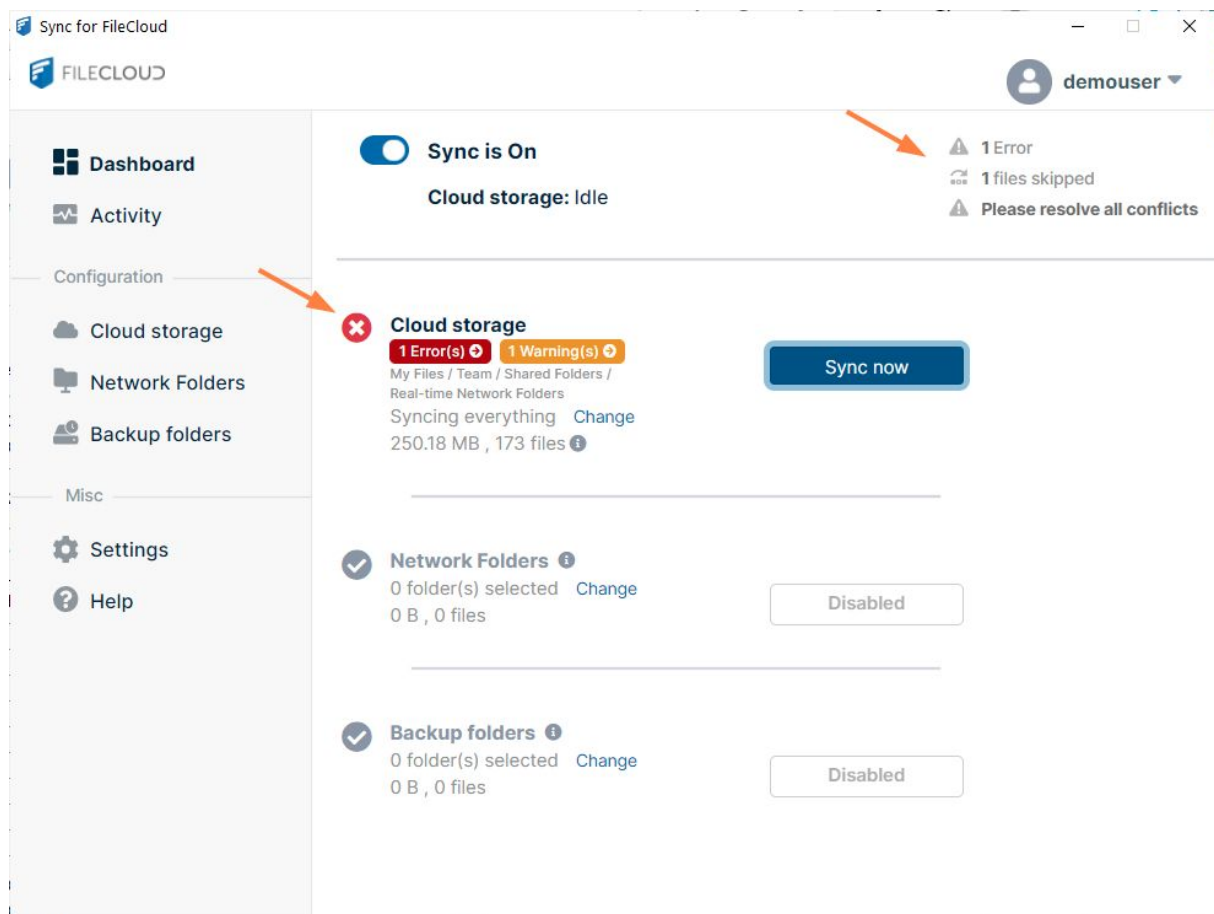 Sync for FileCloud
FILECLOUD
demouser
Dashboard
Activity
Configuration
Cloud storage
Network Folders
Backup folders
Misc
Settings
Help
Sync is On
Cloud storage: Idle
1 Error
1 files skipped
Please resolve all conflicts
Cloud storage
1 Error(s) 1 Warning(s)
My Files / Team / Shared Folders /
Real-time Network Folders
Syncing everything Change
250.18 MB , 173 files
Sync now
Network Folders
0 folder(s) selected Change
0 B , 0 files
Disabled
Backup folders
0 folder(s) selected Change
0 B , 0 files
Disabled